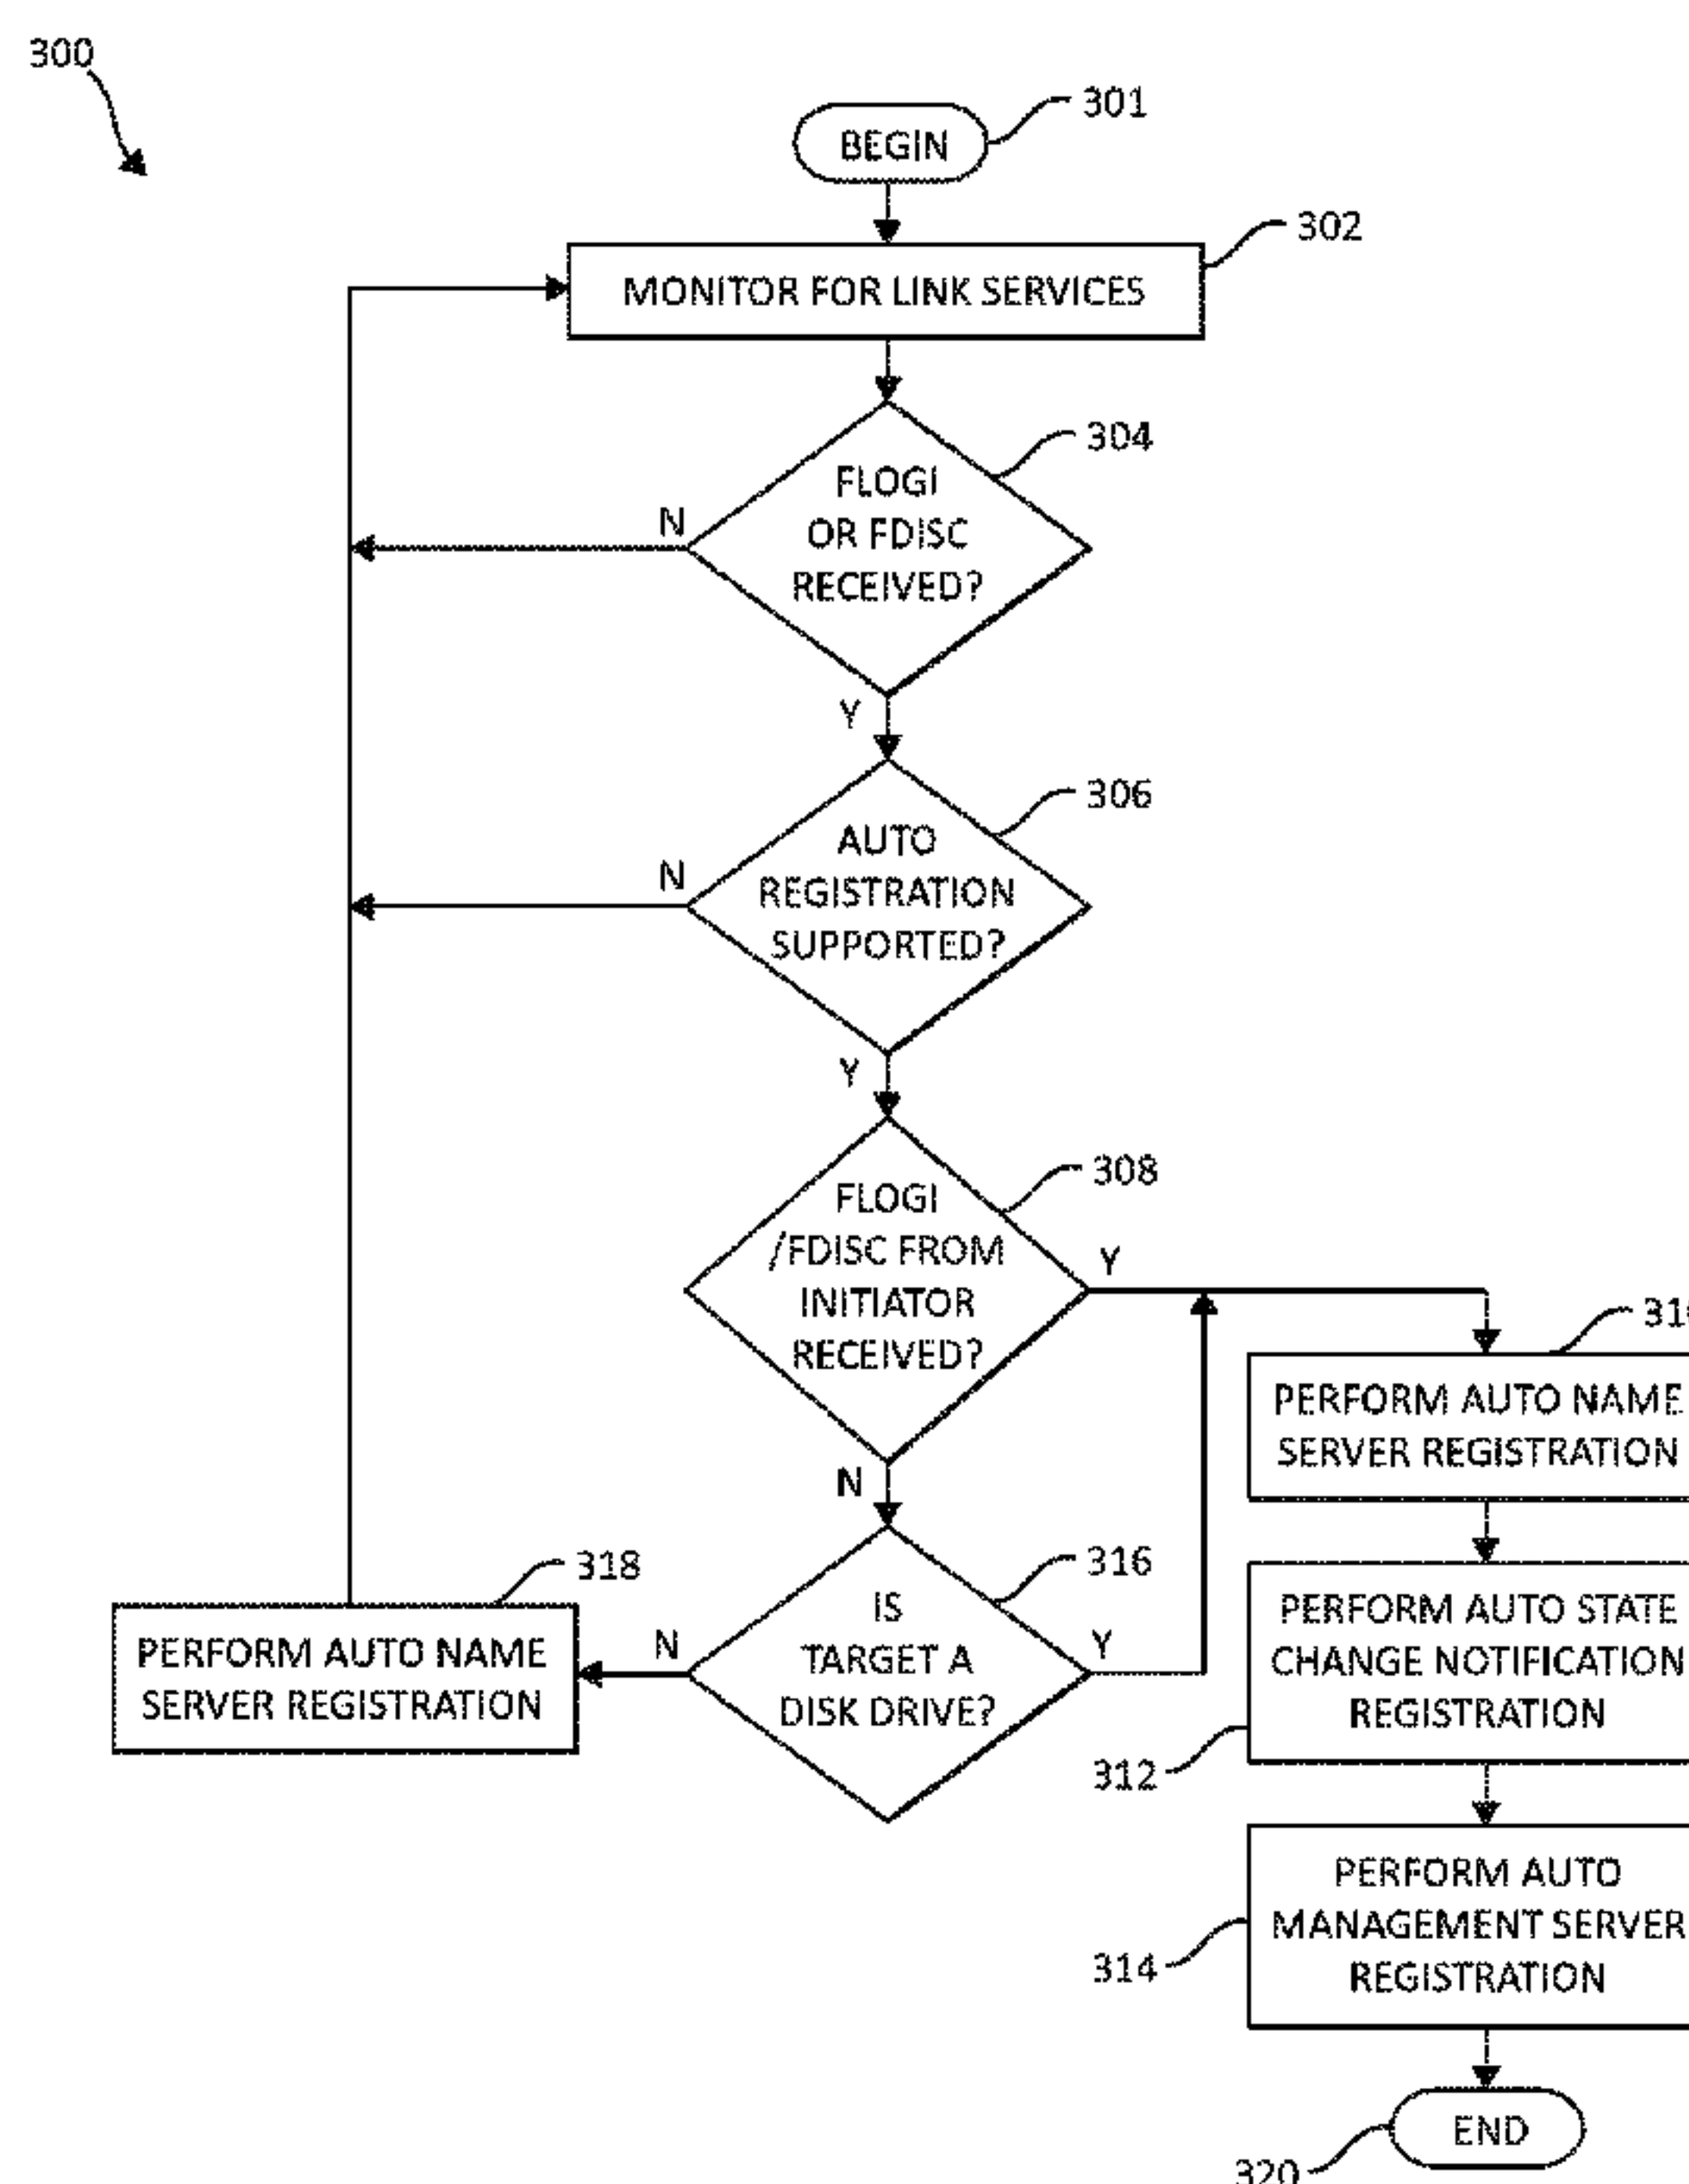 300
301
BEGIN
302
MONITOR FOR LINK SERVICES
304
FLOGI
OR FDISC
RECEIVED?
N
Y
306
AUTO
REGISTRATION
SUPPORTED?
N
Y
308
FLOGI
/FDISC FROM
INITIATOR
RECEIVED?
Y
N
PERFORM AUTO NAME
SERVER REGISTRATION
316
IS
TARGET A
DISK DRIVE?
N
Y
318
PERFORM AUTO NAME
SERVER REGISTRATION
PERFORM AUTO STATE
CHANGE NOTIFICATION
REGISTRATION
312
PERFORM AUTO
MANAGEMENT SERVER
REGISTRATION
314
END
320